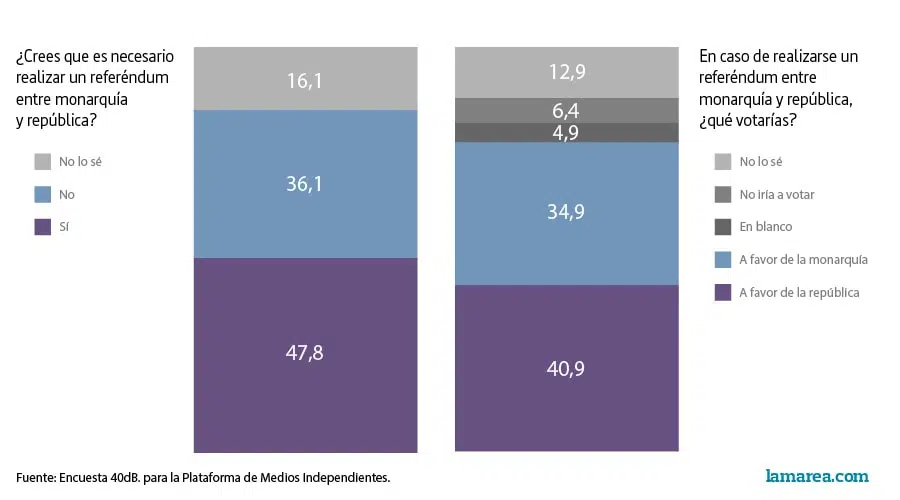 ¿Crees que es necesario
realizar un referéndum
entre monarquía
y república?
No lo sé
No
Sí
16,1
36,1
47,8
12,9
6,4
4,9
34,9
40,9
En caso de realizarse un
referéndum entre
monarquía y república,
¿qué votarías?
No lo sé
No iría a votar
En blanco
A favor de la monarquía
A favor de la república
Fuente: Encuesta 40dB. para la Plataforma de Medios Independientes.
lamarea.com